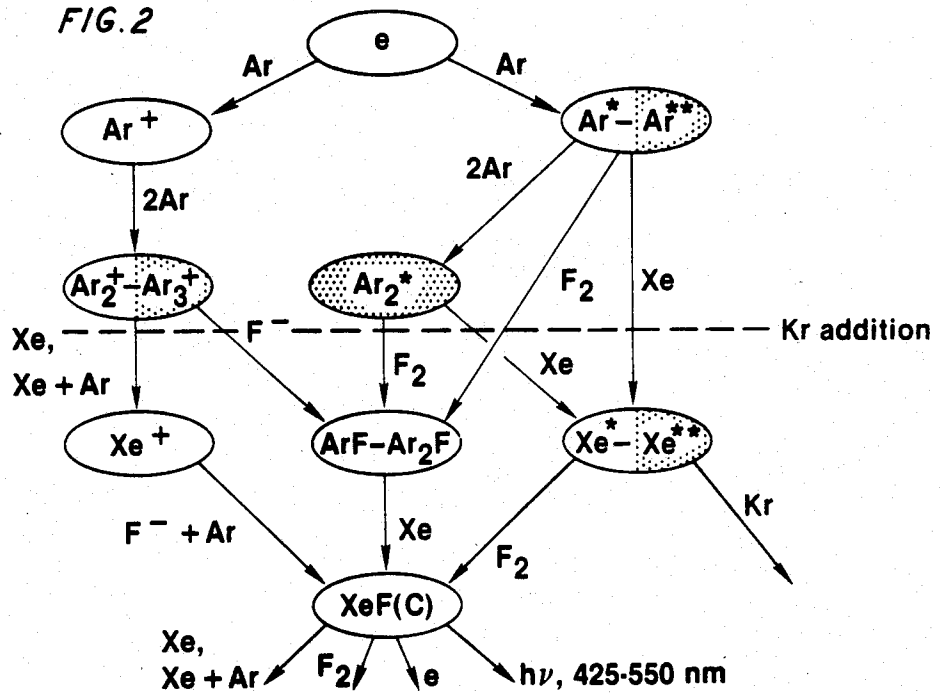 FIG.2
e
Ar
Ar
Ar+
Ar*– Ar**
2Ar
2Ar
Ar2+–Ar3+
Ar2*
F2
Xe
Xe,
F–
Kr addition
Xe + Ar
F2
Xe
Xe+
ArF–Ar2F
Xe*– Xe**
F– + Ar
Xe
F2
Kr
XeF(C)
Xe,
Xe + Ar
F2
e
hν, 425-550 nm